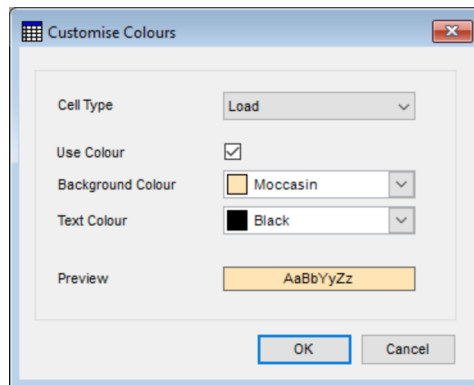 Customise Colours
Cell Type Load
Use Colour
Background Colour Moccasin
Text Colour Black
Preview AaBbYyZz
OK Cancel